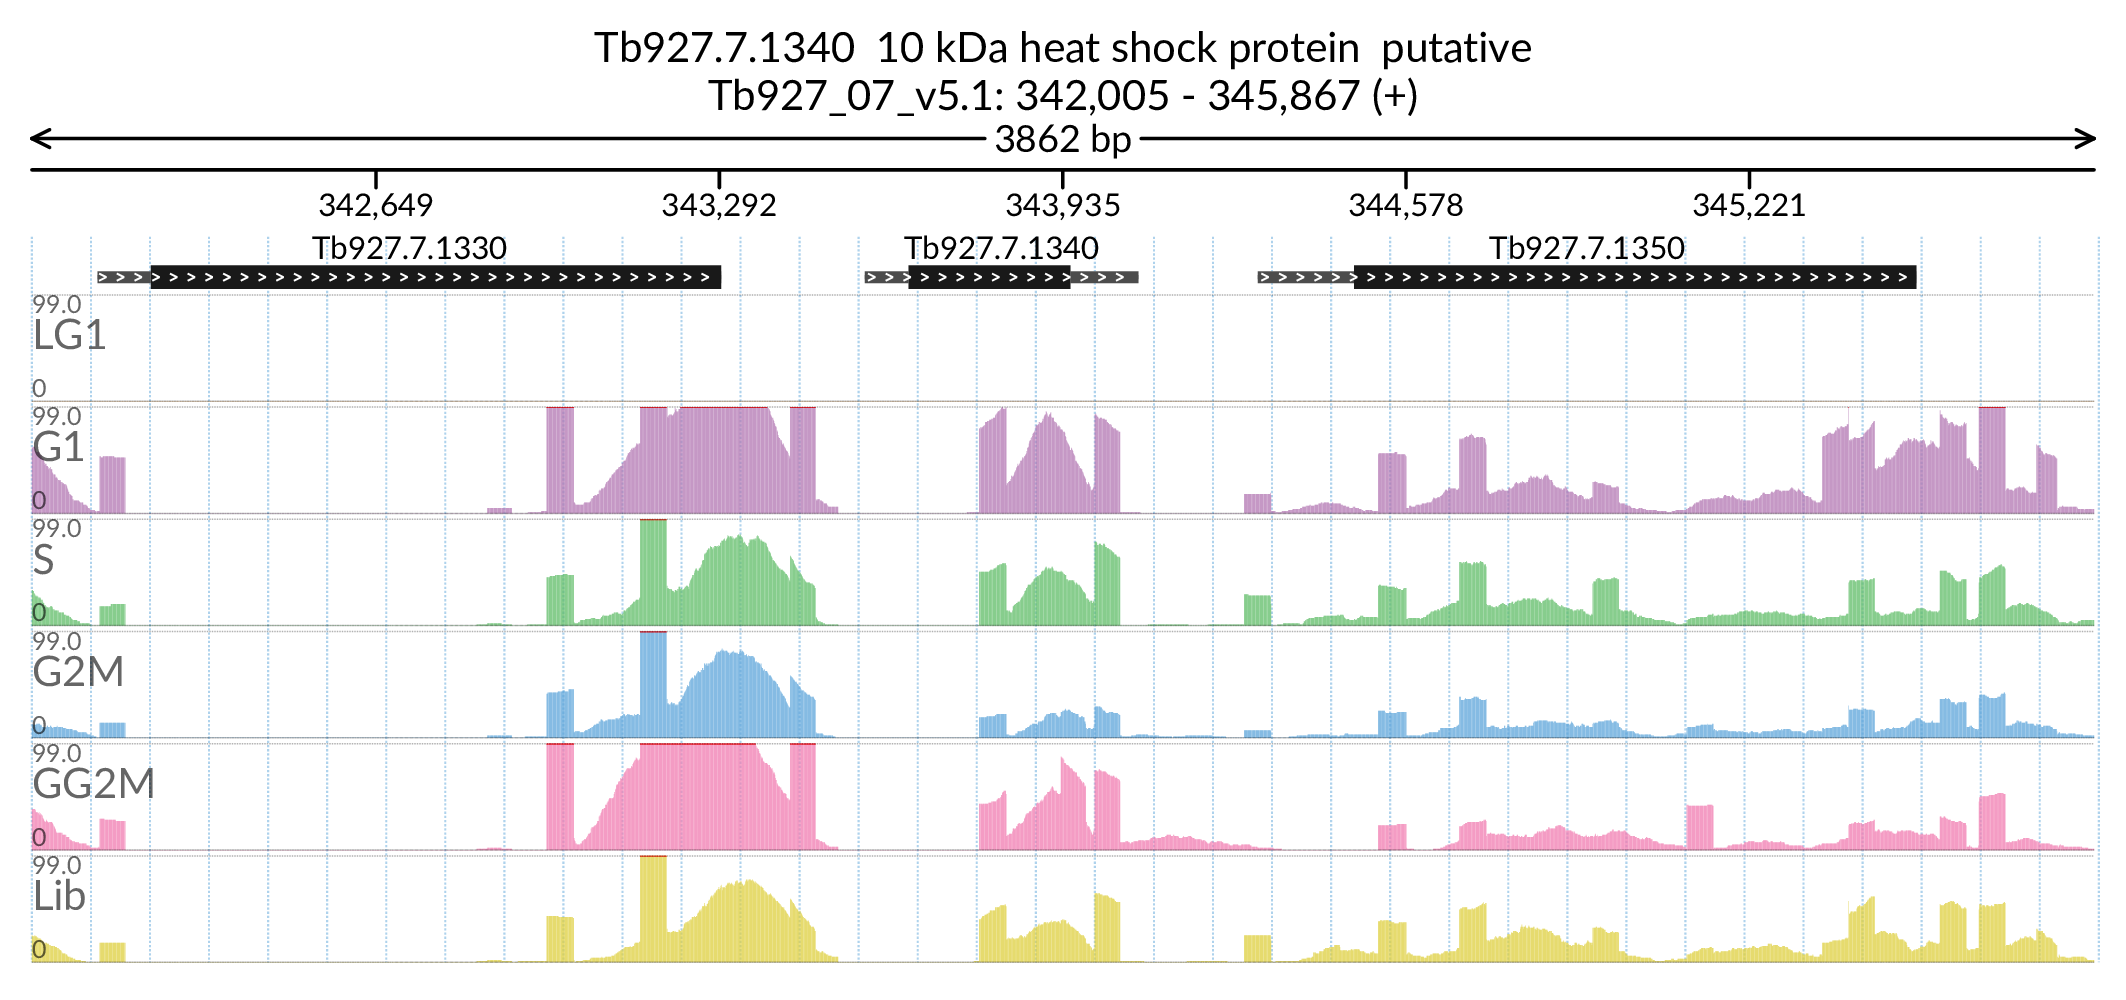 Tb927.7.1340  10 kDa heat shock protein  putative
Tb927_07_v5.1: 342,005 - 345,867 (+)
3862 bp
342,649 343,292 343,935 344,578 345,221
Tb927.7.1330 Tb927.7.1340 Tb927.7.1350
99.0
LG1
0
99.0
G1
0
99.0
S
0
99.0
G2M
0
99.0
GG2M
0
99.0
Lib
0